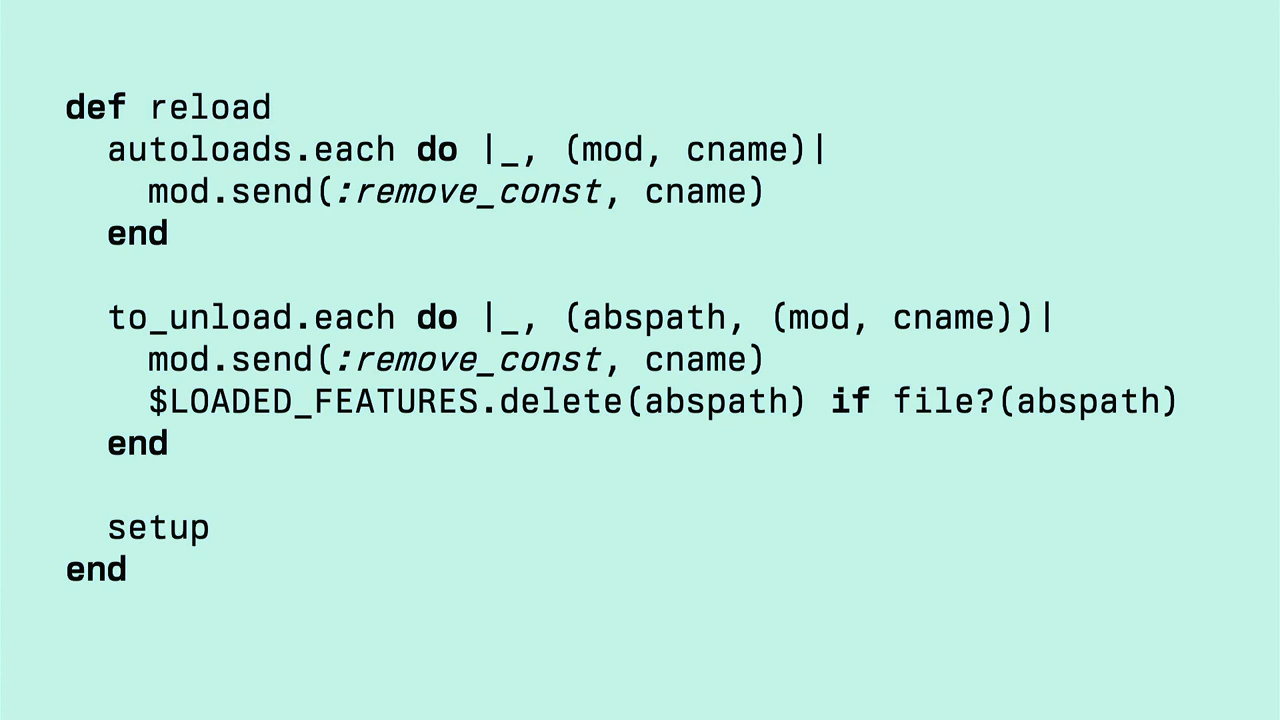 def reload
  autoloads.each do |_, (mod, cname)|
    mod.send(:remove_const, cname)
  end

  to_unload.each do |_, (abspath, (mod, cname))|
    mod.send(:remove_const, cname)
    $LOADED_FEATURES.delete(abspath) if file?(abspath)
  end

  setup
end